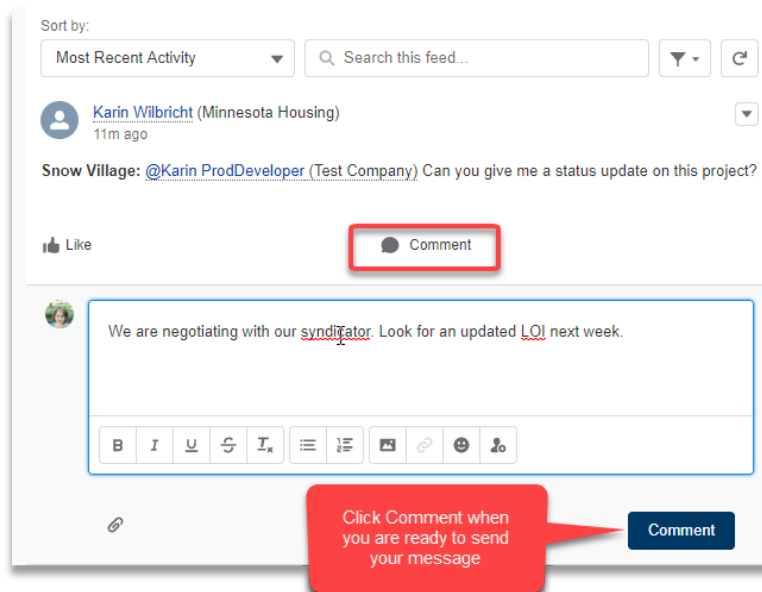 Sort by:
Most Recent Activity
Search this feed...
Karin Wilbricht (Minnesota Housing)
11m ago
Snow Village: @Karin ProdDeveloper (Test Company) Can you give me a status update on this project?
Like
Comment
We are negotiating with our syndicator. Look for an updated LOI next week.
B I U S Tx
Click Comment when
you are ready to send
your message
Comment